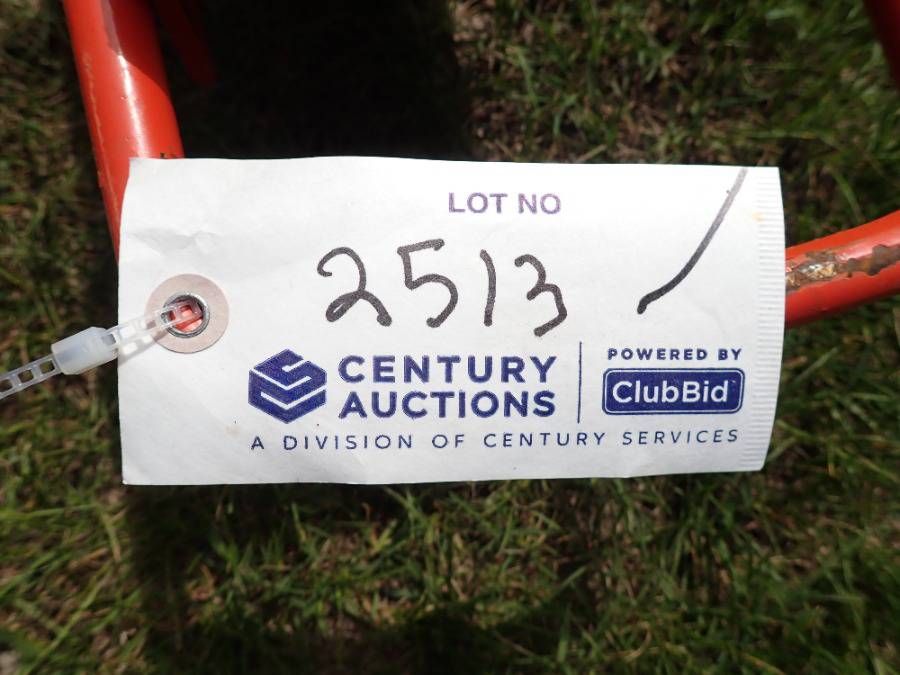 LOT NO
2513
CENTURY
AUCTIONS
POWERED BY
ClubBid
A DIVISION OF CENTURY SERVICES